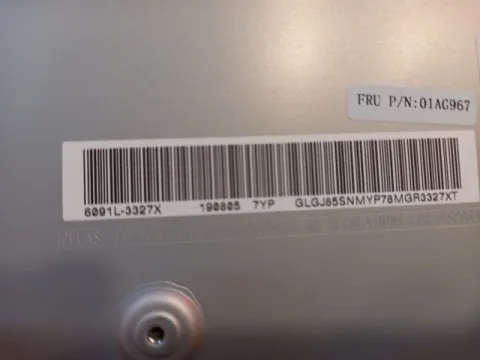 FRU P/N:01AG967
6091L-3327X 190805 7YP GLGJ85SNMYP78MGR3327XT